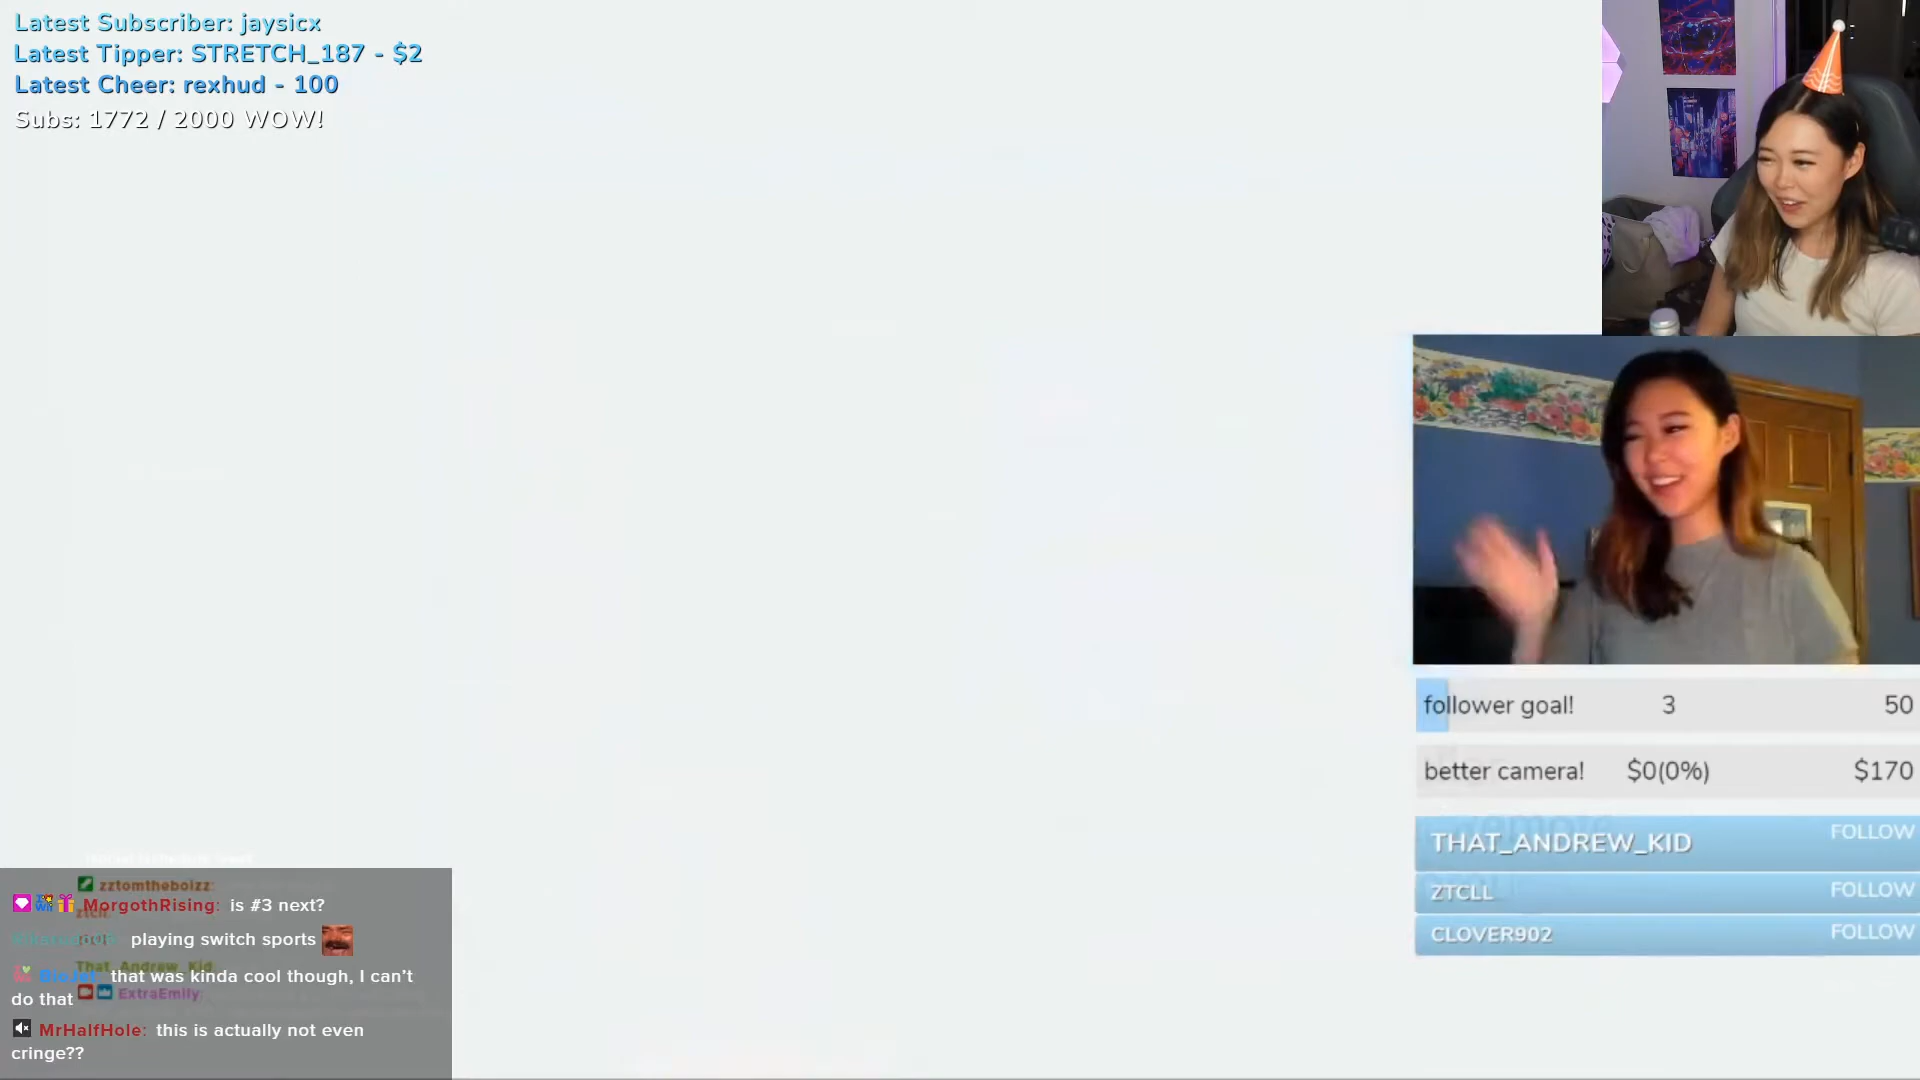 Latest Subscriber: jaysicx
Latest Tipper: STRETCH_187 - $2
Latest Cheer: rexhud - 100
Subs: 1772 / 2000 WOW!
follower goal! 3 50
better camera! $0(0%) $170
THAT_ANDREW_KID FOLLOW
ZTCLL FOLLOW
CLOVER902 FOLLOW
zztomtheboizz:
MorgothRising: is #3 next?
ztcll:
playing switch sports
That_Andrew_Kid:
that was kinda cool though, I can't
do that
ExtraEmily:
MrHalfHole: this is actually not even
cringe??